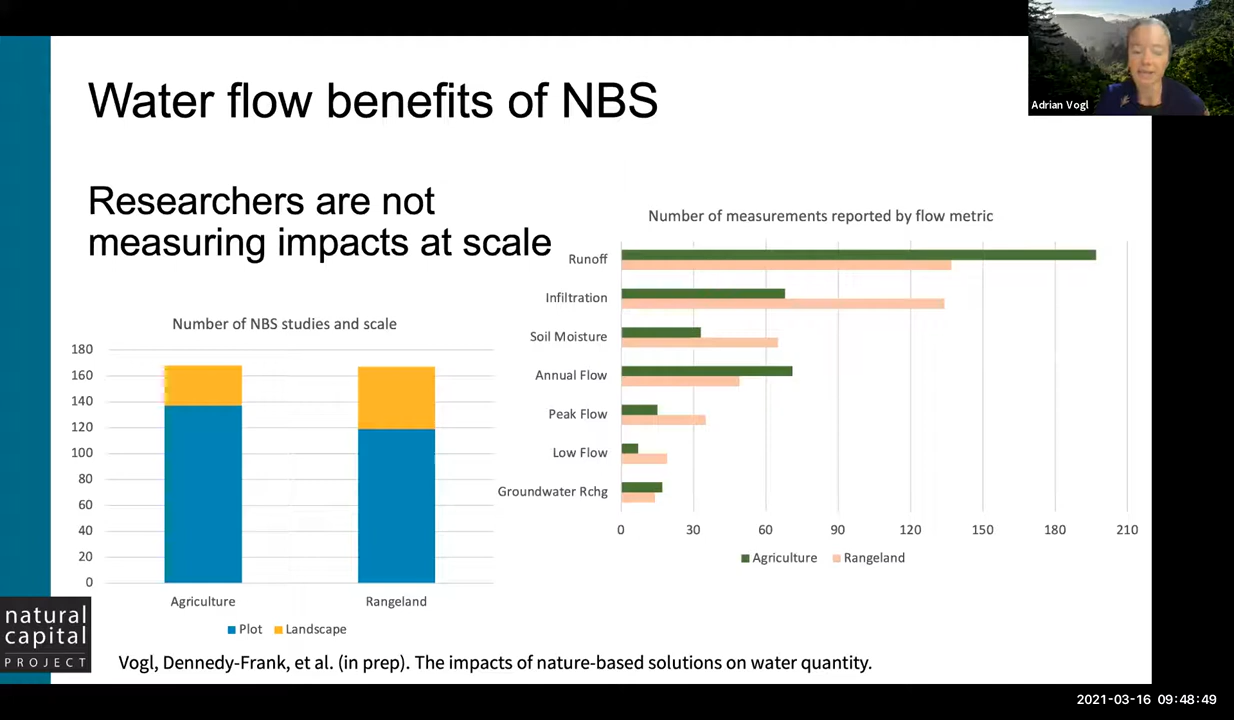 Adrian Vogl
Water flow benefits of NBS
Researchers are not
measuring impacts at scale
Number of NBS studies and scale
180
160
140
120
100
80
60
40
20
0
Agriculture Rangeland
Plot Landscape
Number of measurements reported by flow metric
Runoff
Infiltration
Soil Moisture
Annual Flow
Peak Flow
Low Flow
Groundwater Rchg
0 30 60 90 120 150 180 210
Agriculture Rangeland
natural
capital
PROJECT
Vogl, Dennedy-Frank, et al. (in prep). The impacts of nature-based solutions on water quantity.
2021-03-16 09:48:49